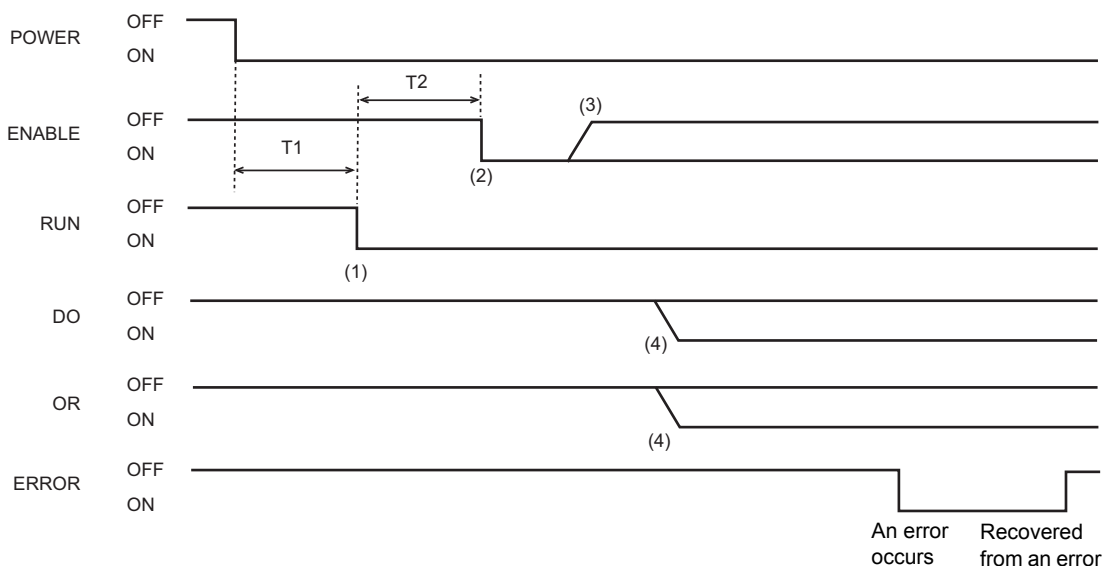 POWER
OFF
ON
T2
ENABLE
OFF
ON
(3)
T1
(2)
RUN
OFF
ON
(1)
DO
OFF
ON
(4)
OR
OFF
ON
(4)
ERROR
OFF
ON
An error
occurs
Recovered
from an error